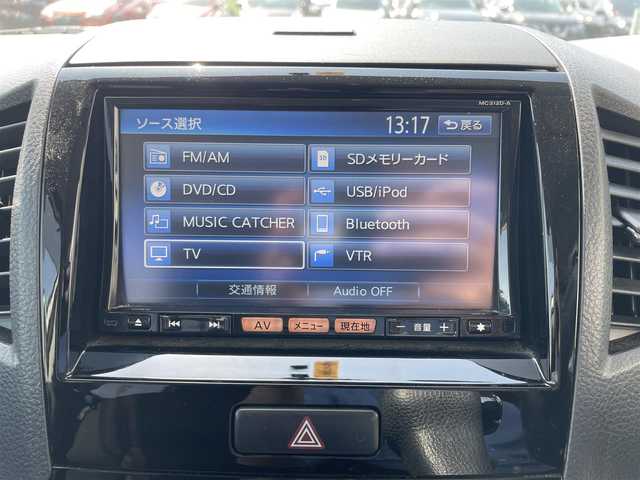 MC312D-A
ソース選択 13:17 戻る
FM/AM SDメモリーカード
SD
DVD/CD USB/iPod
MUSIC CATCHER Bluetooth
TV VTR
交通情報 Audio OFF
AV メニュー 現在地 − 音量 +